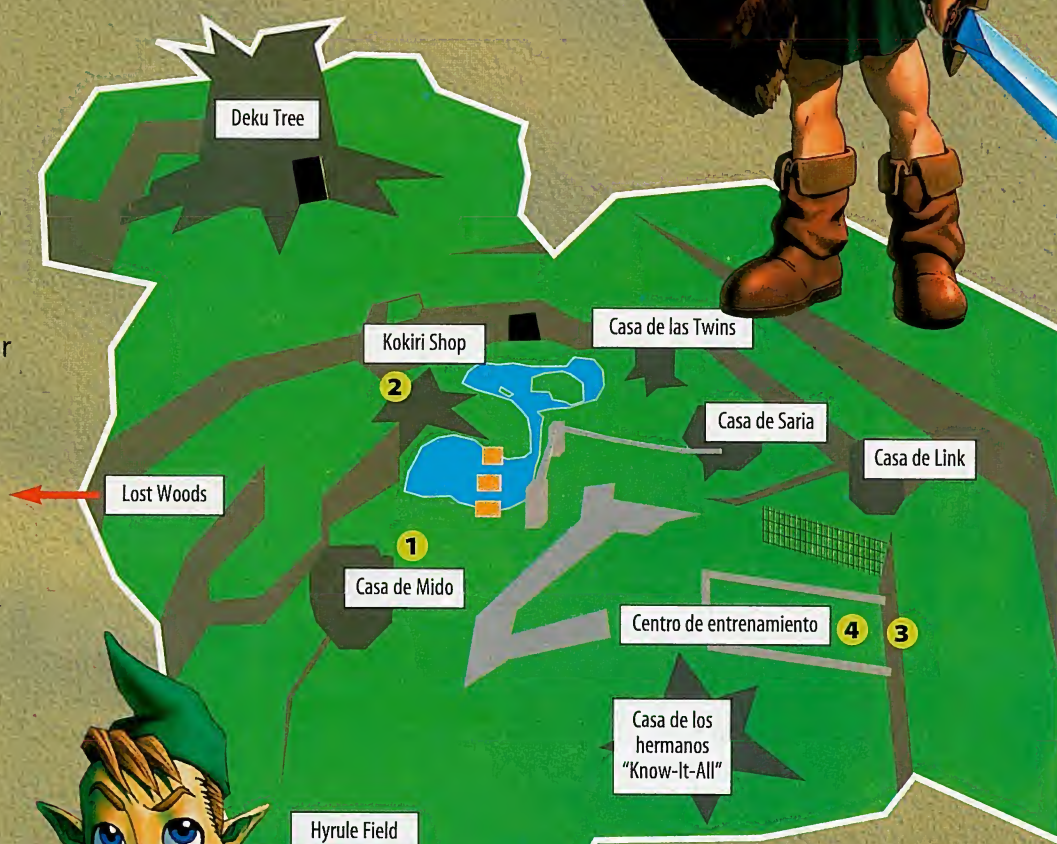 Deku Tree
r
Kokiri Shop
Casa de las Twins
2
Casa de Saria
Casa de Link
Lost Woods
1
Casa de Mido
Centro de entrenamiento
4
3
Casa de los
hermanos
“Know-It-All”
Hyrule Field